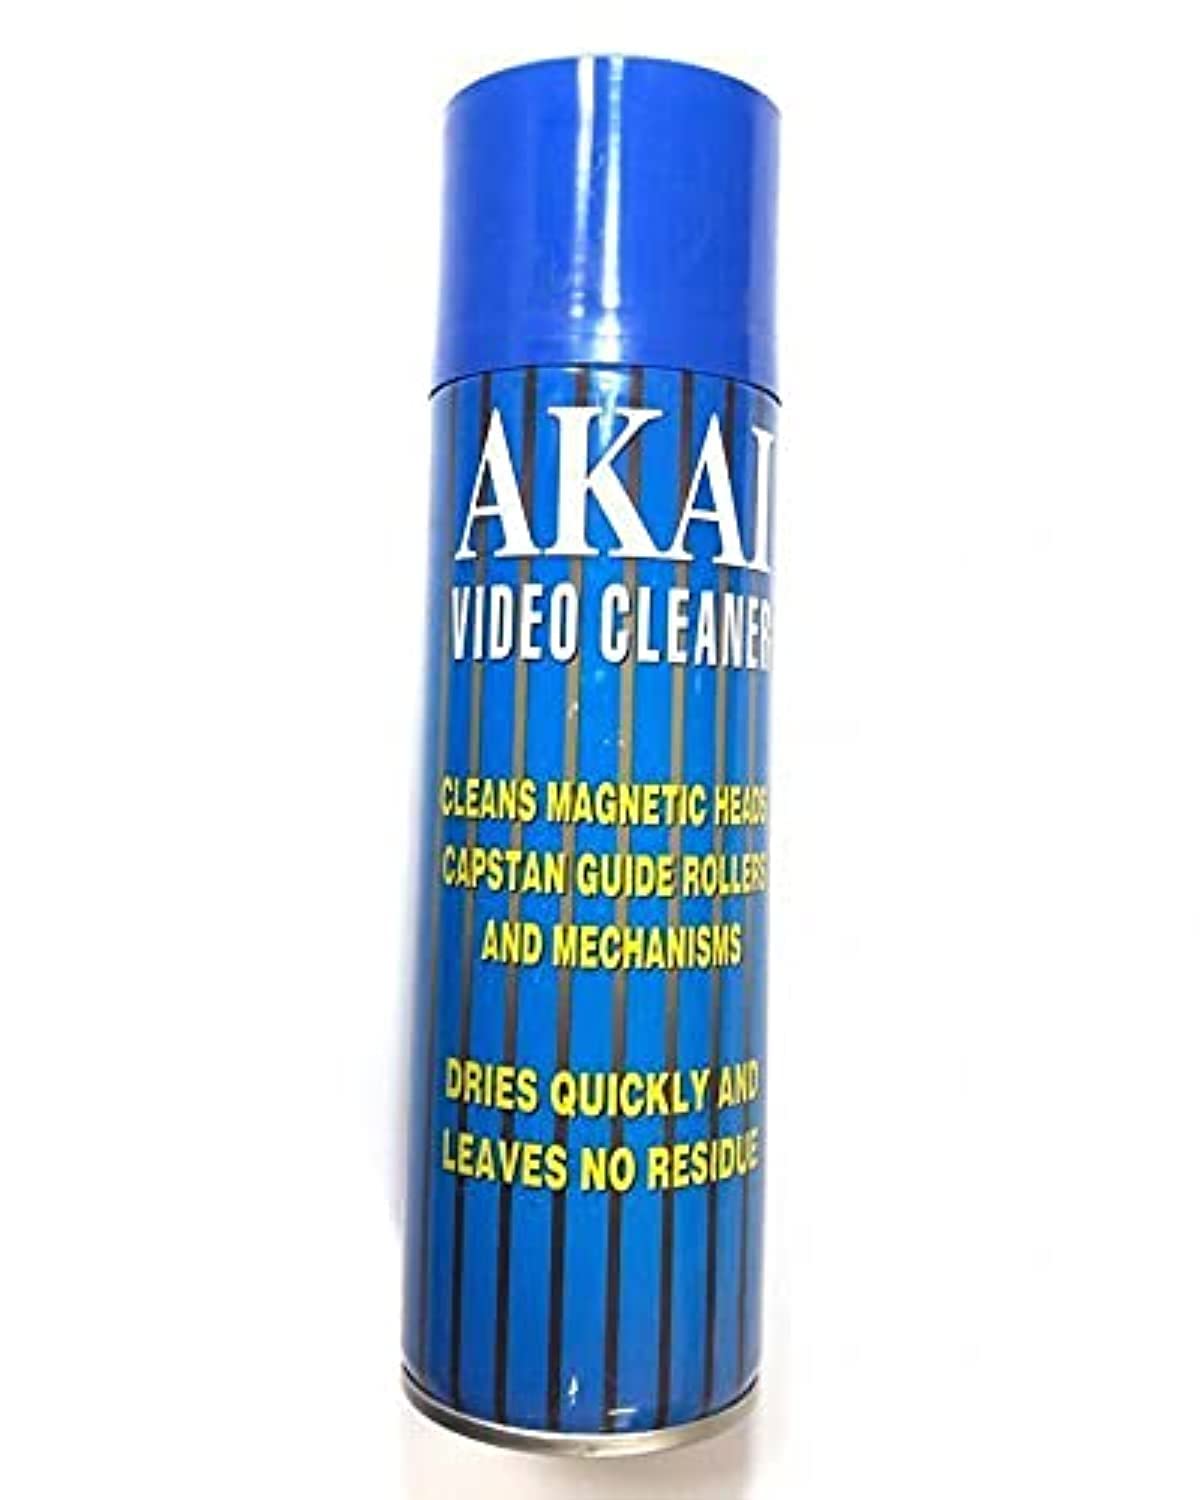 AKAI
VIDEO CLEANER
CLEANS MAGNETIC HEADS
CAPSTAN GUIDE ROLLERS
AND MECHANISMS
DRIES QUICKLY AND
LEAVES NO RESIDUE